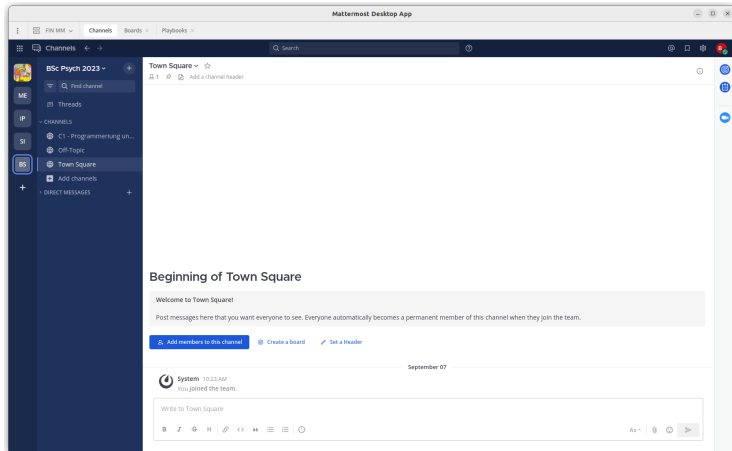 Mattermost Desktop App
FIN MM
Channels
Boards
Playbooks
Channels
Search
BSc Psych 2023
Find channel
Threads
CHANNELS
C1 - Programmierung un...
Off-Topic
Town Square
Add channels
DIRECT MESSAGES
ME
IP
SI
BS
Town Square
1
Add a channel header
Beginning of Town Square
Welcome to Town Square!
Post messages here that you want everyone to see. Everyone automatically becomes a permanent member of this channel when they join the team.
Add members to this channel
Create a board
Set a Header
September 07
System 10:23 AM
You joined the team.
Write to Town Square
B I S H
Aa